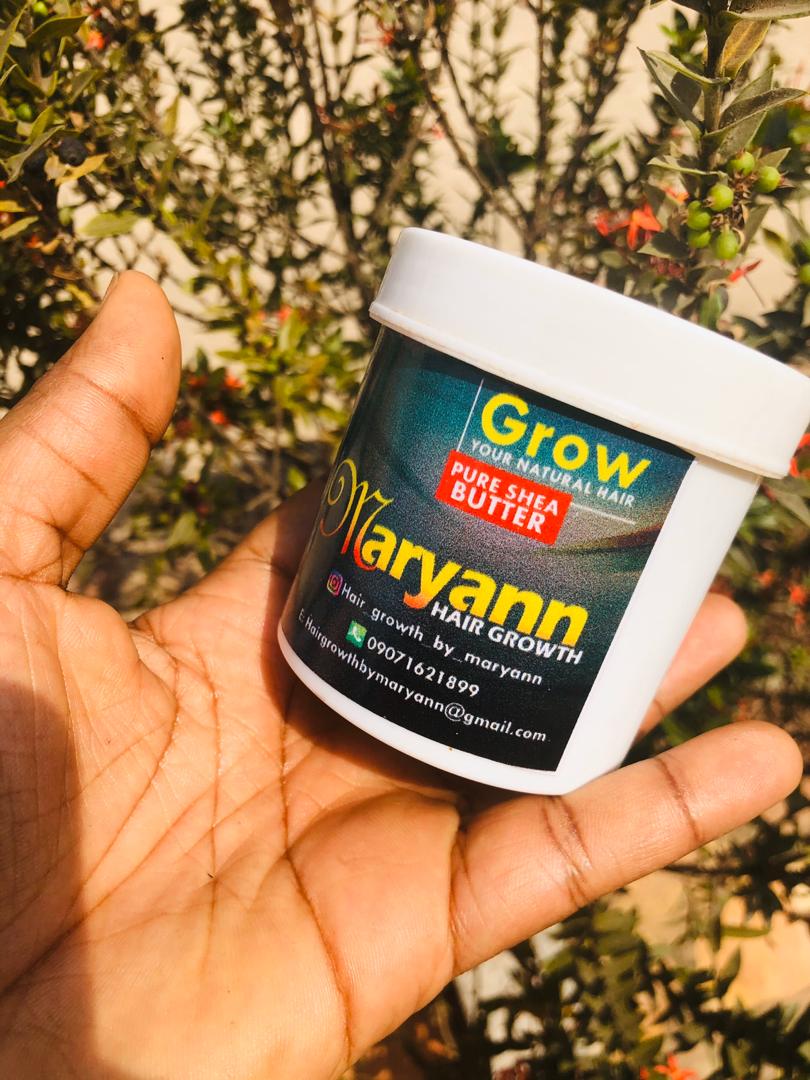 Grow
YOUR NATURAL HAIR
PURE SHEA
BUTTER
Maryann
HAIR GROWTH
Hair_growth_by_maryann
09071621899
E: Hairgrowthbymaryann@gmail.com